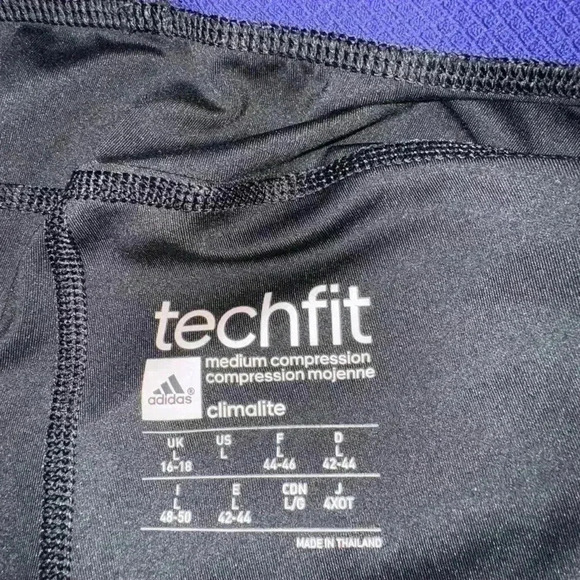 techfit
medium compression
compression mojenne
adidas®
climalite
UK US F D
L L L L
16-18 44-46 42-44
I E CDN J
L L L/G 4XOT
48-50 42-44
MADE IN THAILAND